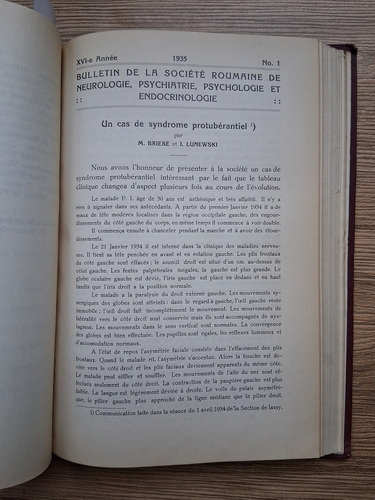 XVI-e Année 1935 No. 1
BULLETIN DE LA SOCIÉTÉ ROUMAINE DE
NEUROLOGIE, PSYCHIATRIE, PSYCHOLOGIE ET
:: ENDOCRINOLOGIE ::
Un cas de syndrome protubérantiel ¹)
par
M. BRIESE et I. LUNEWSKI
Nous avons l'honneur de présenter à la société un cas de
syndrome protubérantiel intéressant par le fait que le tableau
clinique changea d'aspect plusieurs fois au cours de l'évolution.
Le malade P. I. âge de 30 ans est asthénique et très affaibli. Il n'y a
rien à signaler dans ses antécédants. A partir du premier Janvier 1934 il a de
maux de tête modérés localisés dans la région occipitale gauche, des engour-
dissements du côté gauche du corps, en même temps il commence à voir double.
Il commença ensuite à chanceler pendant la marche et à avoir des étour-
dissements.
Le 21 Janvier 1934 il est interné dans la clinique des maladies nerveu-
ses. Il tient sa tête penchée en avant et en rotation gauche. Les plis frontaux
du côté gauche sont éffacés: le sourcil droit est situé d'un cm. au-dessus de
celui gauche. Les fentes palpébrales inégales, la gauche est plus grande. Le
globe oculaire gauche est dévié, l'iris gauche est placé en dedans et en haut
tandis que l'iris droit a la position normale.
Le malade a la paralysie du droit externe gauche. Les mouvements sy-
nergiques des globes sont altéints: dans le regard à gauche, l'œil gauche reste
immobile; l'œil droit fait incomplètement le mouvement. Les mouvements de
latéralité vers le côté droit sont conservés mais ils sont accompagnés de nys-
tagmus. Les mouvements dans le sens vertical sont normales. La convergence
des globes est bien effectuée. Les pupilles sont égales, les réflexes lumineux et
d'accomodation normaux.
A l'état de repos l'asymétrie faciale consiste dans l'effacement des plis
frontaux. Quand le malade rit, l'asymétrie s'accentue. Alors la bouche est de-
viée vers le côté droit et les plis faciaux deviennent apparents du même côté.
Le malade peut siffler et souffler. Les mouvements de l'aile du nez sont ef-
fectués seulement du côté droit. La contraction de la paupière gauche est plus
faible. La langue est légèrement déviée à droite. Le voile du palais asymétri-
que, le pilier gauche plus approché de la ligne médiane que le pilier droit,
1) Communication faite dans la séance du 1 avril 1934 de la Section de Iassy.